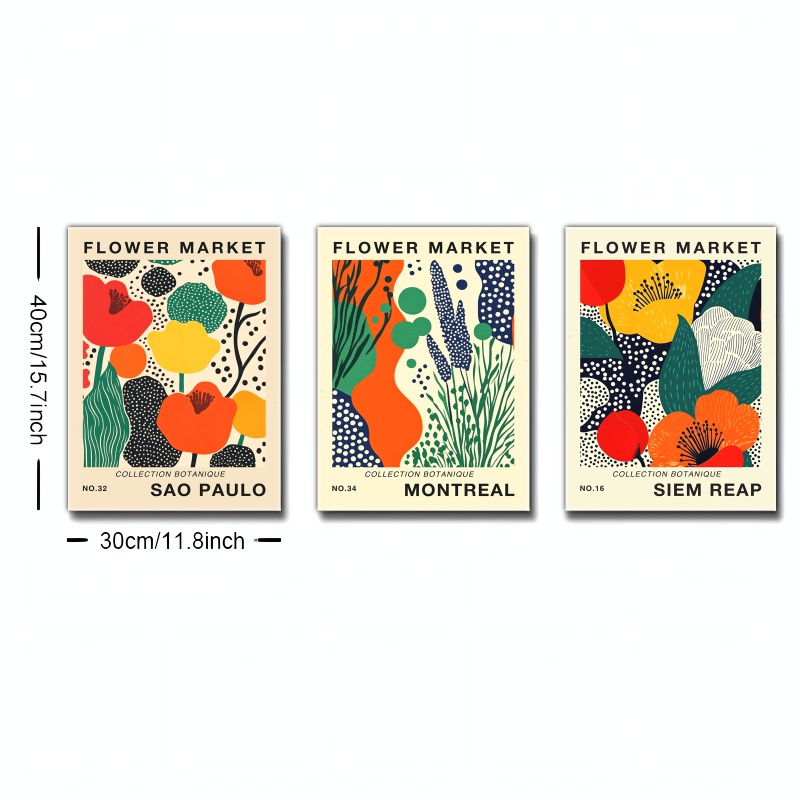 40cm/15.7inch
FLOWER MARKET
COLLECTION BOTANIQUE
NO.32
SAO PAULO
30cm/11.8inch
FLOWER MARKET
COLLECTION BOTANIQUE
NO.34
MONTREAL
FLOWER MARKET
COLLECTION BOTANIQUE
NO.16
SIEM REAP